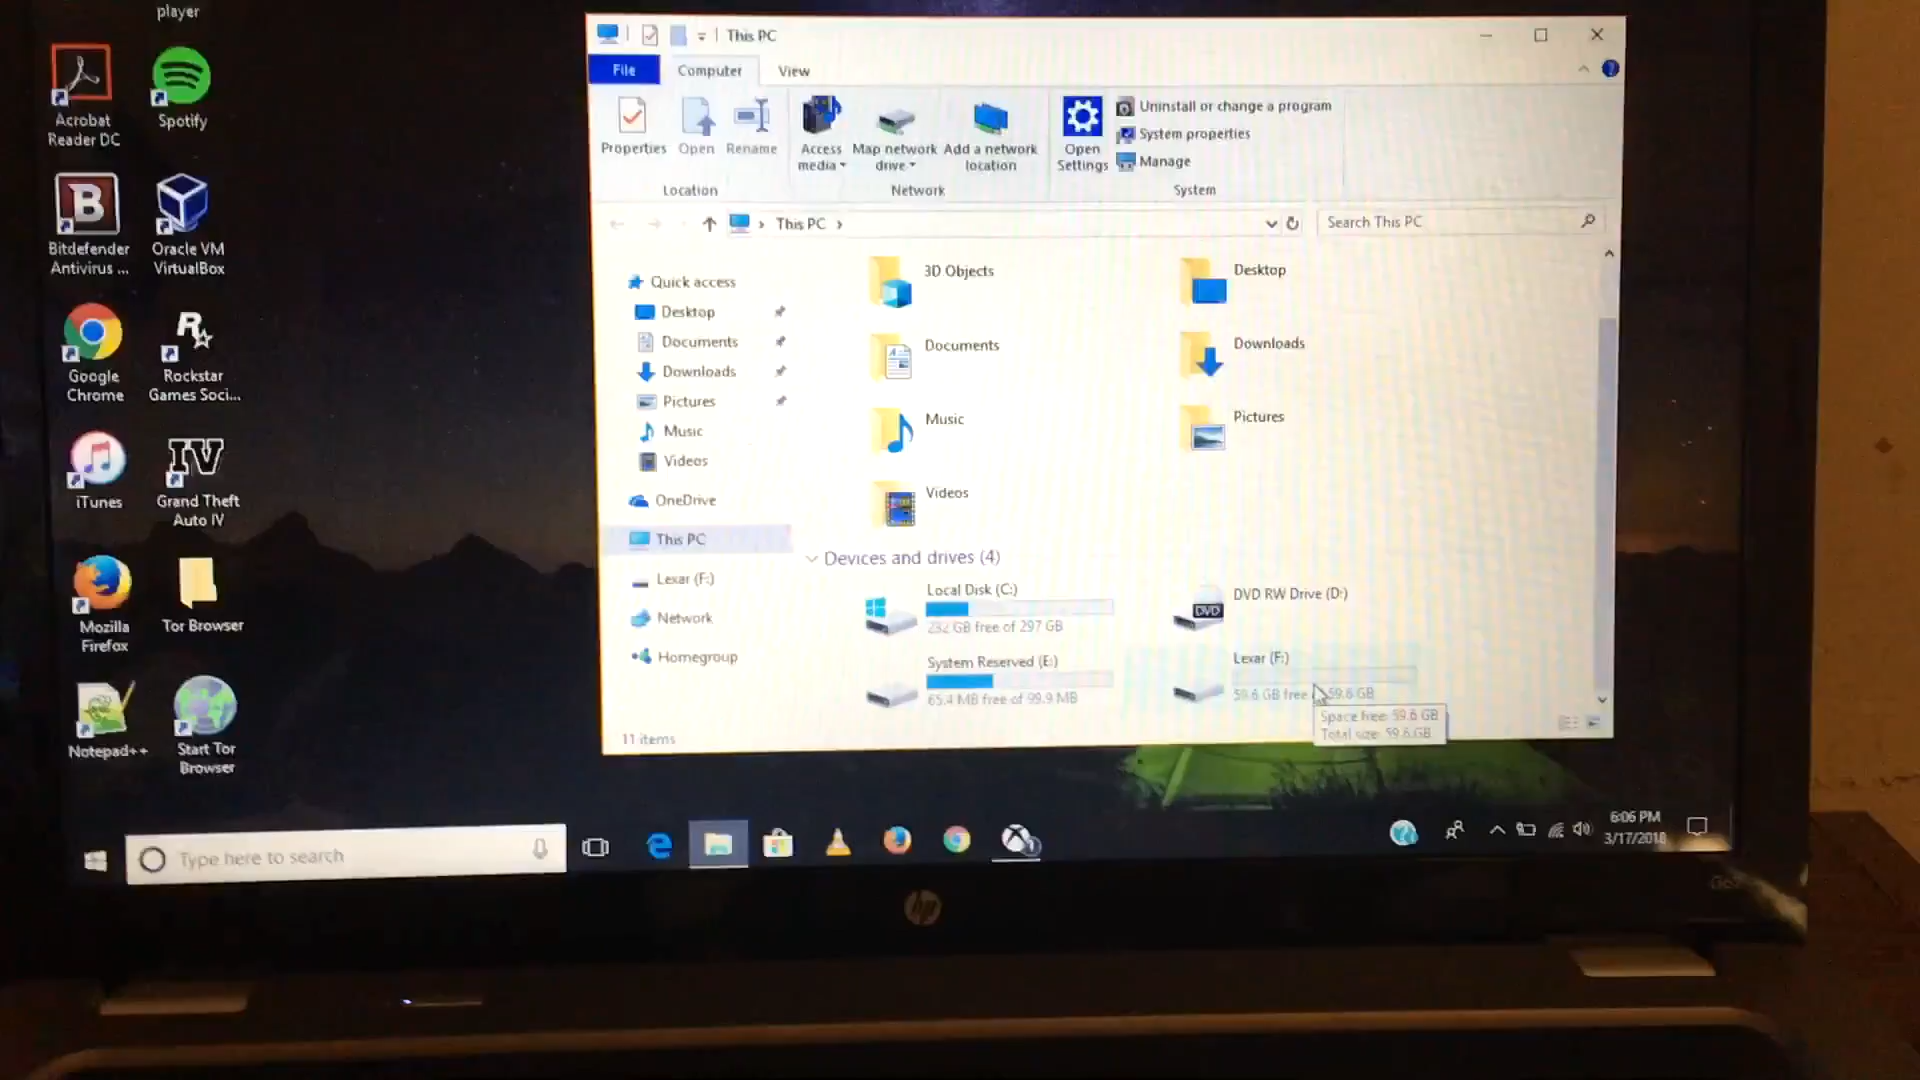 player
Acrobat
Reader DC
Spotify
Bitdefender
Antivirus ...
Oracle VM
VirtualBox
Google
Chrome
Rockstar
Games Soci...
iTunes
IV
Grand Theft
Auto IV
Mozilla
Firefox
Tor Browser
Notepad++
Start Tor
Browser
This PC
File
Computer
View
Properties
Open
Rename
Access
media
Map network
drive
Add a network
location
Open
Settings
Uninstall or change a program
System properties
Manage
Location
Network
System
This PC
Search This PC
Quick access
Desktop
Documents
Downloads
Pictures
Music
Videos
OneDrive
This PC
Lexar (F:)
Network
Homegroup
3D Objects
Desktop
Documents
Downloads
Music
Pictures
Videos
Devices and drives (4)
Local Disk (C:)
232 GB free of 297 GB
DVD RW Drive (D:)
DVD
System Reserved (E:)
65.4 MB free of 99.9 MB
Lexar (F:)
59.6 GB free 59.6 GB
Space free: 59.6 GB
Total size: 59.6 GB
11 items
Type here to search
6:06 PM
3/17/2018
hp